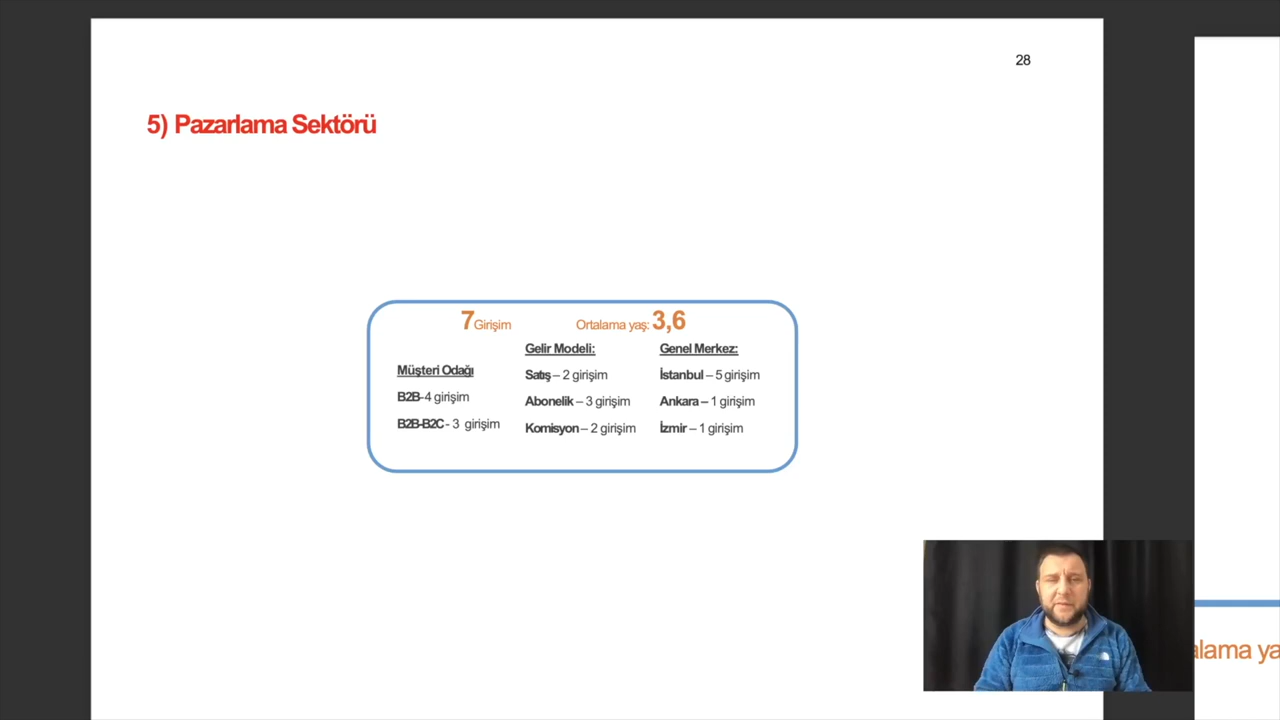 28
5) Pazarlama Sektörü
7 Girişim
Ortalama yaş: 3,6
Müşteri Odağı
B2B- 4 girişim
B2B-B2C - 3 girişim
Gelir Modeli:
Satış – 2 girişim
Abonelik – 3 girişim
Komisyon – 2 girişim
Genel Merkez:
İstanbul – 5 girişim
Ankara – 1 girişim
İzmir – 1 girişim
alama ya